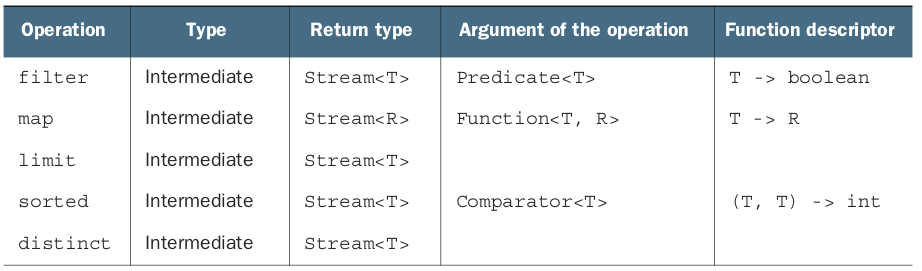 Operation Type Return type Argument of the operation Function descriptor
filter Intermediate Stream<T> Predicate<T> T -> boolean
map Intermediate Stream<R> Function<T, R> T -> R
limit Intermediate Stream<T>
sorted Intermediate Stream<T> Comparator<T> (T, T) -> int
distinct Intermediate Stream<T>